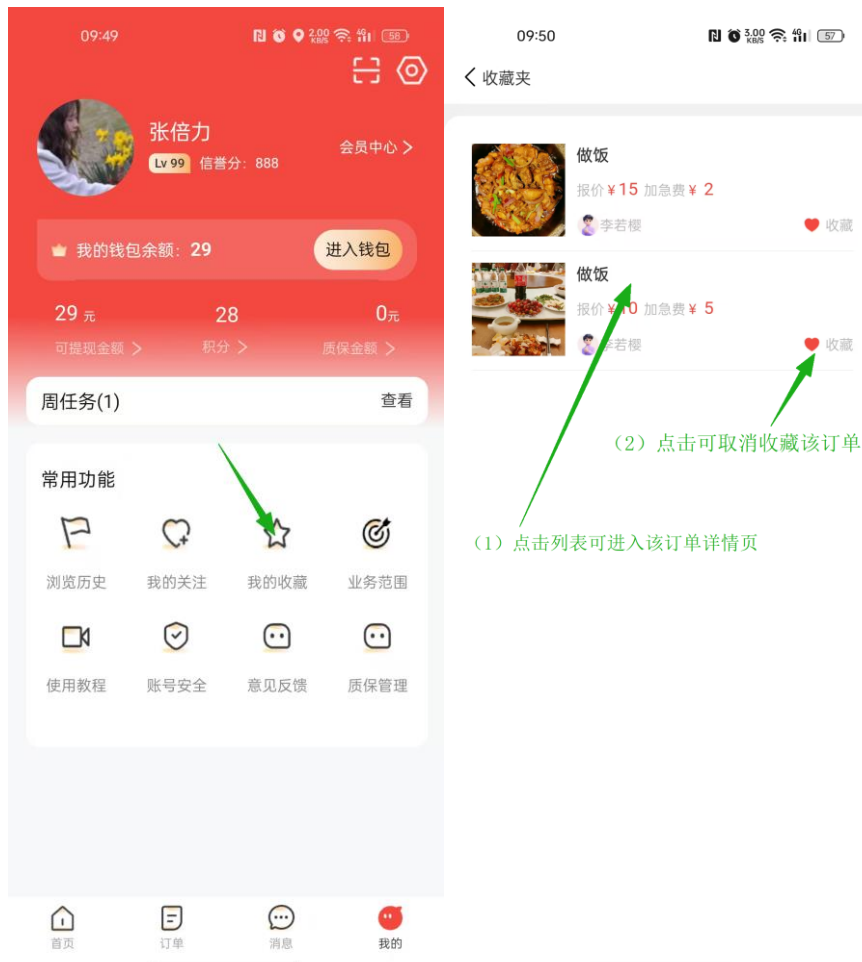 09:49
2.00 KB/S 4G 56
张倍力
Lv 99 信誉分：888
会员中心
我的钱包余额：29
进入钱包
29 元
28
0元
可提现金额
积分
质保金额
周任务(1)
查看
常用功能
浏览历史 我的关注 我的收藏 业务范围
使用教程 账号安全 意见反馈 质保管理
首页 订单 消息 我的
09:50
3.00 KB/S 4G 57
收藏夹
做饭
报价¥15 加急费¥ 2
李若樱
收藏
做饭
报价¥10 加急费¥ 5
李若樱
收藏
（2）点击可取消收藏该订单
（1）点击列表可进入该订单详情页